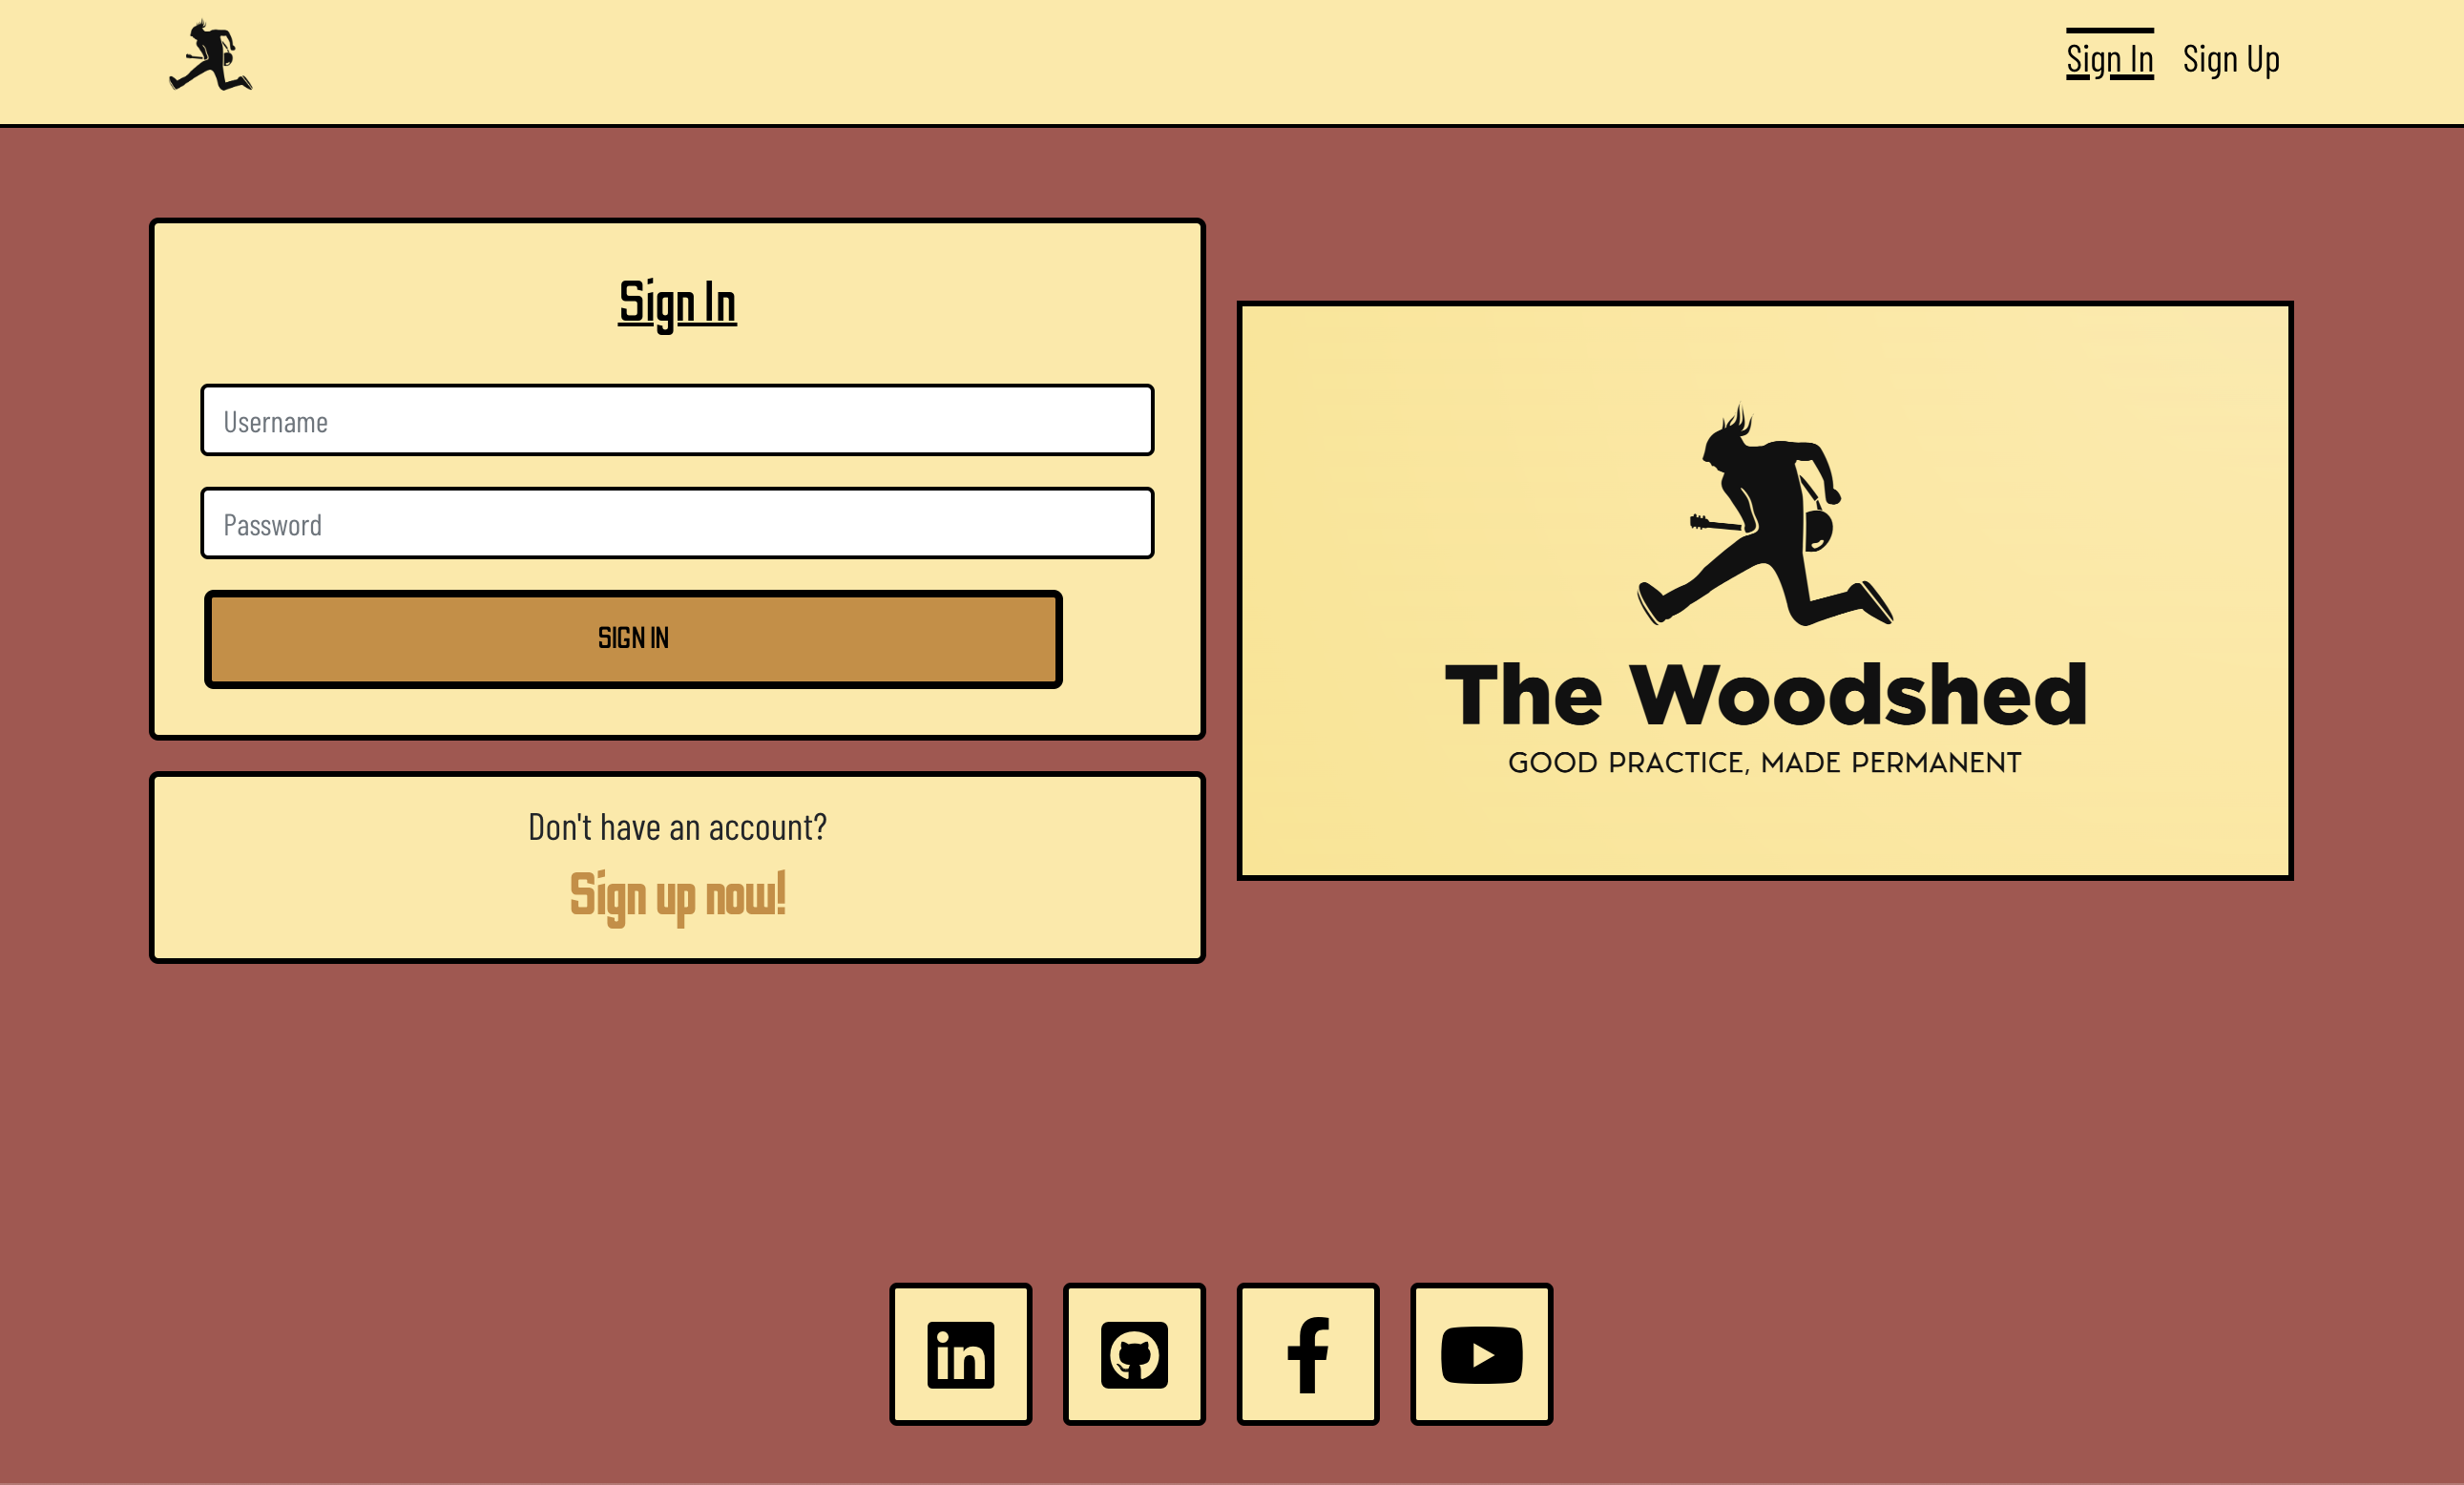 Sign In Sign Up
Sign In
Username
Password
SIGN IN
Don't have an account?
Sign up now!
The Woodshed
GOOD PRACTICE, MADE PERMANENT
in